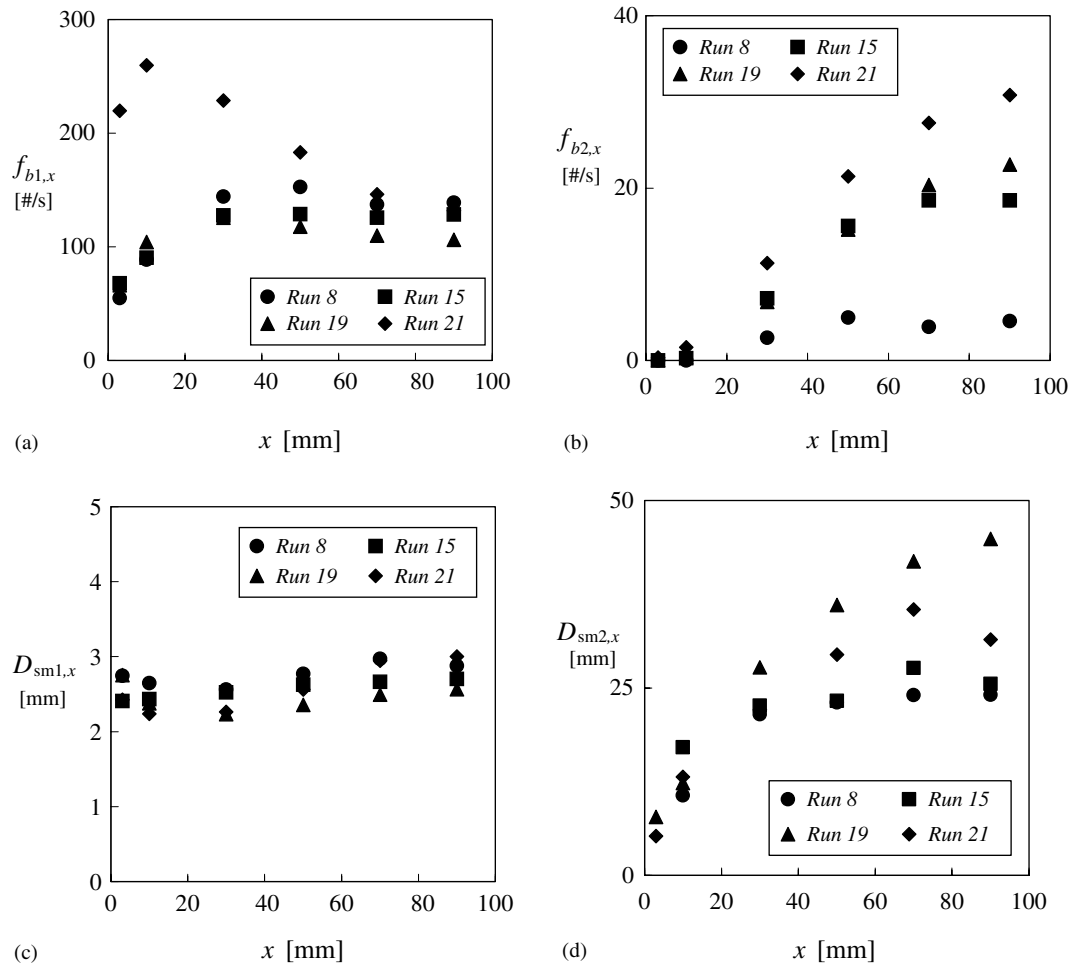 300
200
100
0
f_{b1,x}
[#/s]
Run 8
Run 15
Run 19
Run 21
0 20 40 60 80 100
(a)
x [mm]
40
20
0
f_{b2,x}
[#/s]
Run 8
Run 15
Run 19
Run 21
0 20 40 60 80 100
(b)
x [mm]
5
4
3
2
1
0
D_{sm1,x}
[mm]
Run 8
Run 15
Run 19
Run 21
0 20 40 60 80 100
(c)
x [mm]
50
25
0
D_{sm2,x}
[mm]
Run 8
Run 15
Run 19
Run 21
0 20 40 60 80 100
(d)
x [mm]